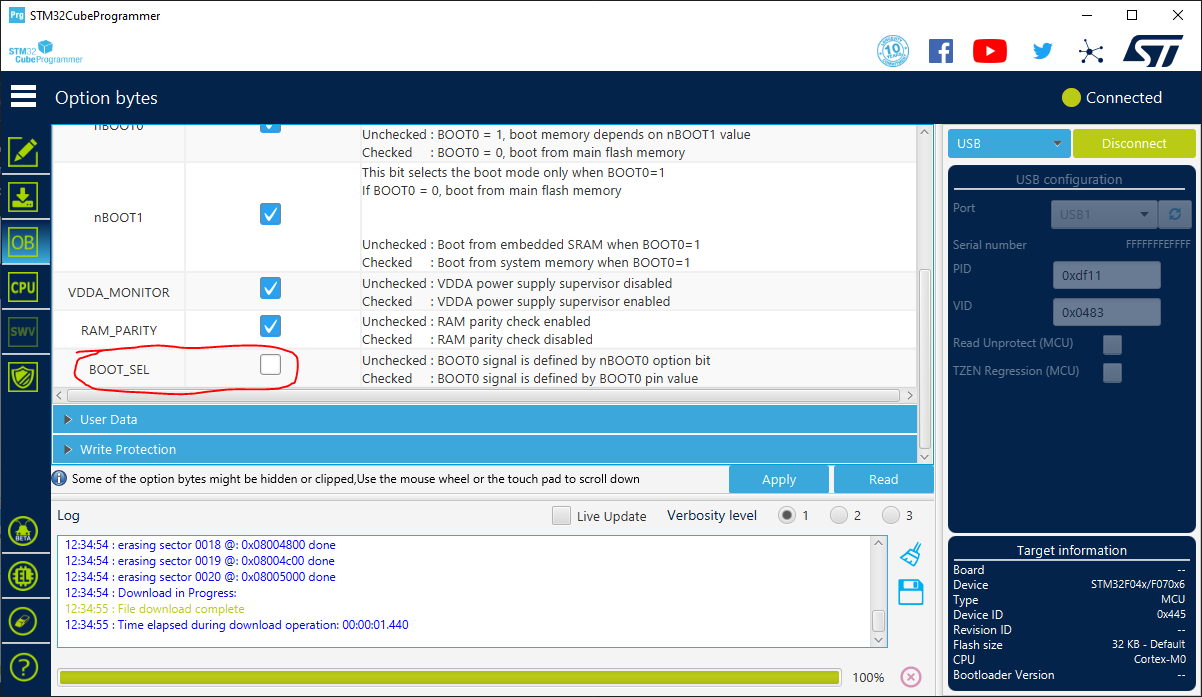 Prg STM32CubeProgrammer
STM32
CubeProgrammer
10
ST
Option bytes
Connected
nBOOT0
Unchecked : BOOT0 = 1, boot memory depends on nBOOT1 value
Checked : BOOT0 = 0, boot from main flash memory
nBOOT1
This bit selects the boot mode only when BOOT0=1
If BOOT0 = 0, boot from main flash memory
Unchecked : Boot from embedded SRAM when BOOT0=1
Checked : Boot from system memory when BOOT0=1
VDDA_MONITOR
Unchecked : VDDA power supply supervisor disabled
Checked : VDDA power supply supervisor enabled
RAM_PARITY
Unchecked : RAM parity check enabled
Checked : RAM parity check disabled
BOOT_SEL
Unchecked : BOOT0 signal is defined by nBOOT0 option bit
Checked : BOOT0 signal is defined by BOOT0 pin value
User Data
Write Protection
Some of the option bytes might be hidden or clipped,Use the mouse wheel or the touch pad to scroll down
Apply
Read
OB
CPU
SWV
BETA
EL
?
Log
Live Update
Verbosity level
1
2
3
12:34:54 : erasing sector 0018 @: 0x08004800 done
12:34:54 : erasing sector 0019 @: 0x08004c00 done
12:34:54 : erasing sector 0020 @: 0x08005000 done
12:34:54 : Download in Progress:
12:34:55 : File download complete
12:34:55 : Time elapsed during download operation: 00:00:01.440
100%
USB
Disconnect
USB configuration
Port USB1
Serial number FFFFFFFEFFFF
PID 0xdf11
VID 0x0483
Read Unprotect (MCU)
TZEN Regression (MCU)
Target information
Board --
Device STM32F04x/F070x6
Type MCU
Device ID 0x445
Revision ID --
Flash size 32 KB - Default
CPU Cortex-M0
Bootloader Version --